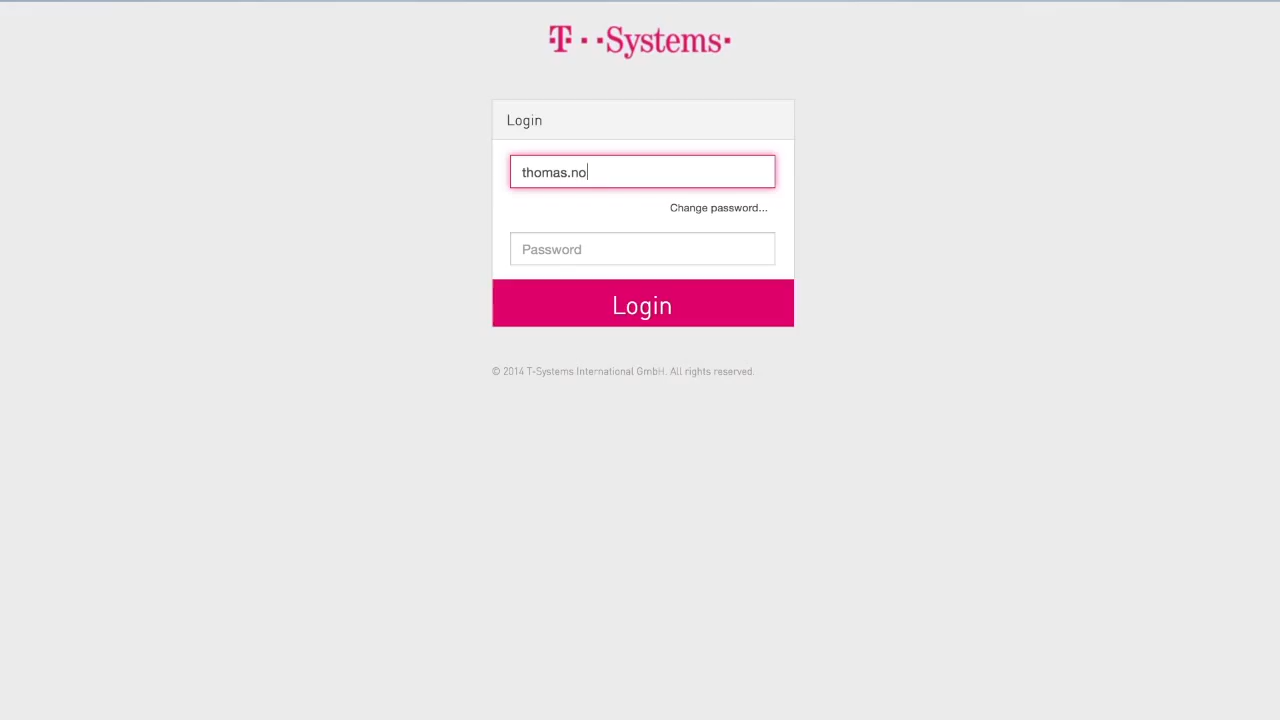 T··Systems·
Login
thomas.no
Change password...
Password
Login
© 2014 T-Systems International GmbH. All rights reserved.